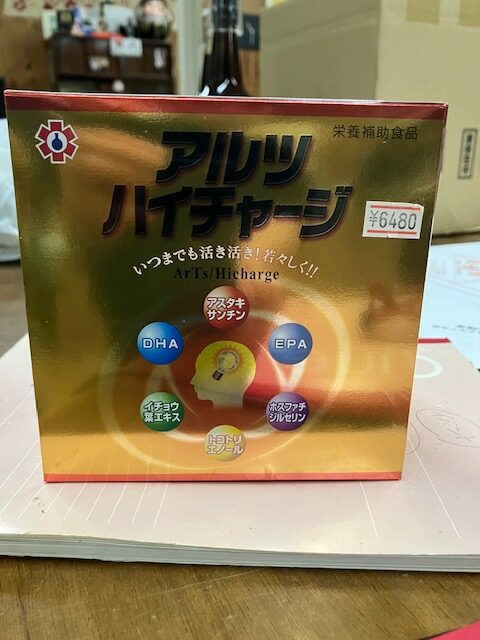 栄養補助食品
アルツ
ハイチャージ
¥6480
いつまでも活き活き!若々しく!!
ArTs/Hicharge
アスタキ
サンチン
DHA
EPA
イチョウ
葉エキス
ホスファチ
ジルセリン
トコトリ
エノール